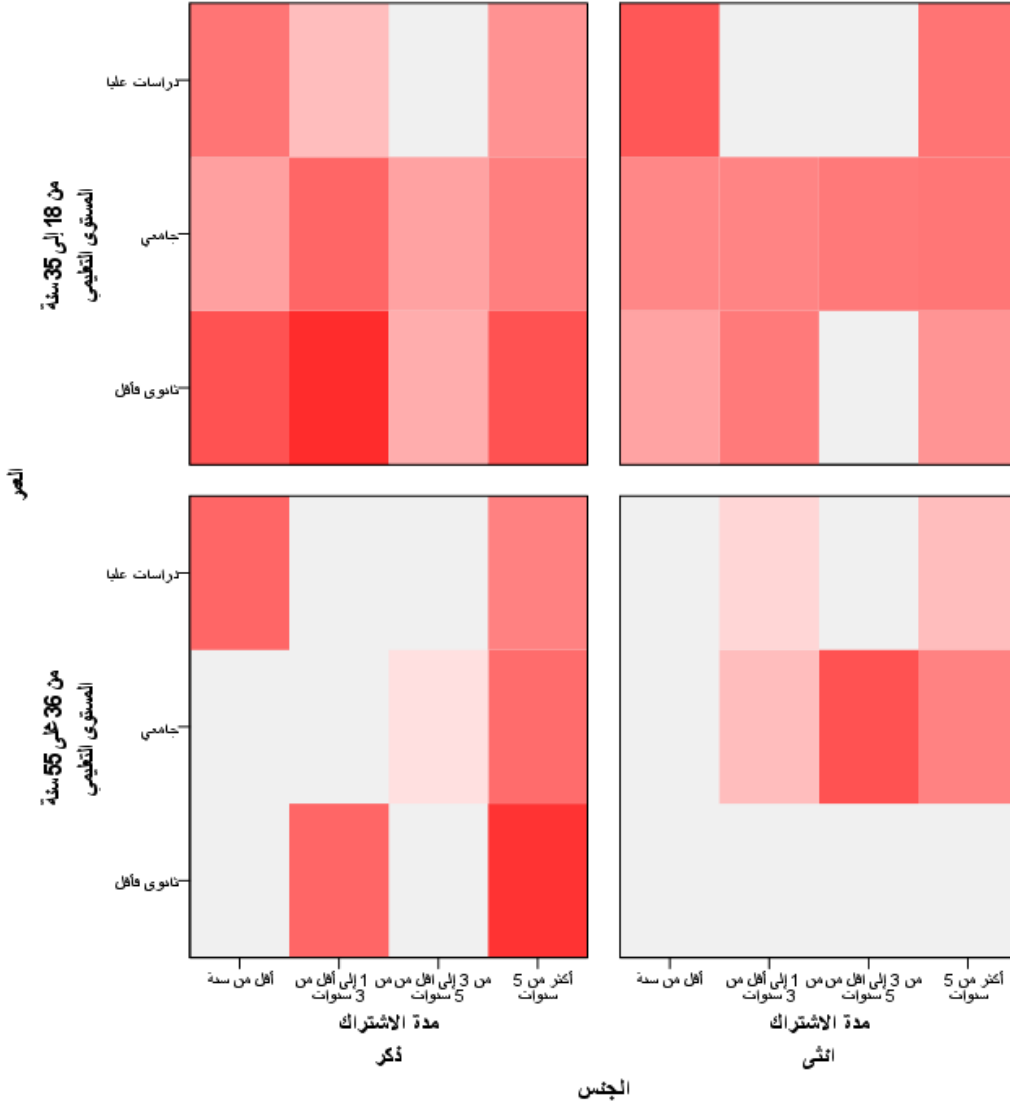 العمر
من 18 إلى 35 سنة
المستوى التعليمي
دراسات عليا
جامعي
ثانوي فأقل
من 36 غلى 55 سنة
المستوى التعليمي
دراسات عليا
جامعي
ثانوي فأقل
أقل من سنة
من 1 إلى أقل من 3 سنوات
من 3 إلى اقل من 5 سنوات
أكثر من 5 سنوات
أقل من سنة
من 1 إلى أقل من 3 سنوات
من 3 إلى اقل من 5 سنوات
أكثر من 5 سنوات
مدة الاشتراك
مدة الاشتراك
ذكر
انثى
الجنس